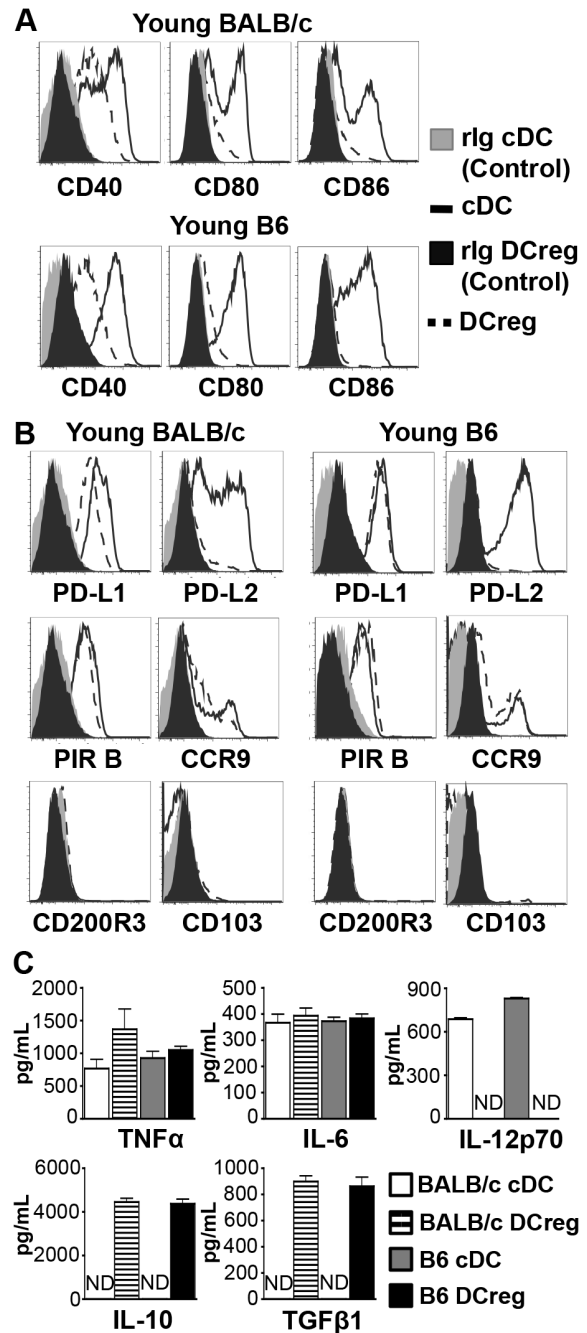 A
Young BALB/c
CD40 CD80 CD86
rIg cDC
(Control)
cDC
rIg DCreg
(Control)
DCreg
Young B6
CD40 CD80 CD86
B
Young BALB/c Young B6
PD-L1 PD-L2 PD-L1 PD-L2
PIR B CCR9 PIR B CCR9
CD200R3 CD103 CD200R3 CD103
C
pg/mL
2000
1500
1000
500
0
TNFα
pg/mL
500
400
300
200
100
0
IL-6
pg/mL
900
600
300
0
ND ND
IL-12p70
pg/mL
6000
4000
2000
0
ND ND
IL-10
pg/mL
1000
800
600
400
200
0
ND ND
TGFβ1
BALB/c cDC
BALB/c DCreg
B6 cDC
B6 DCreg